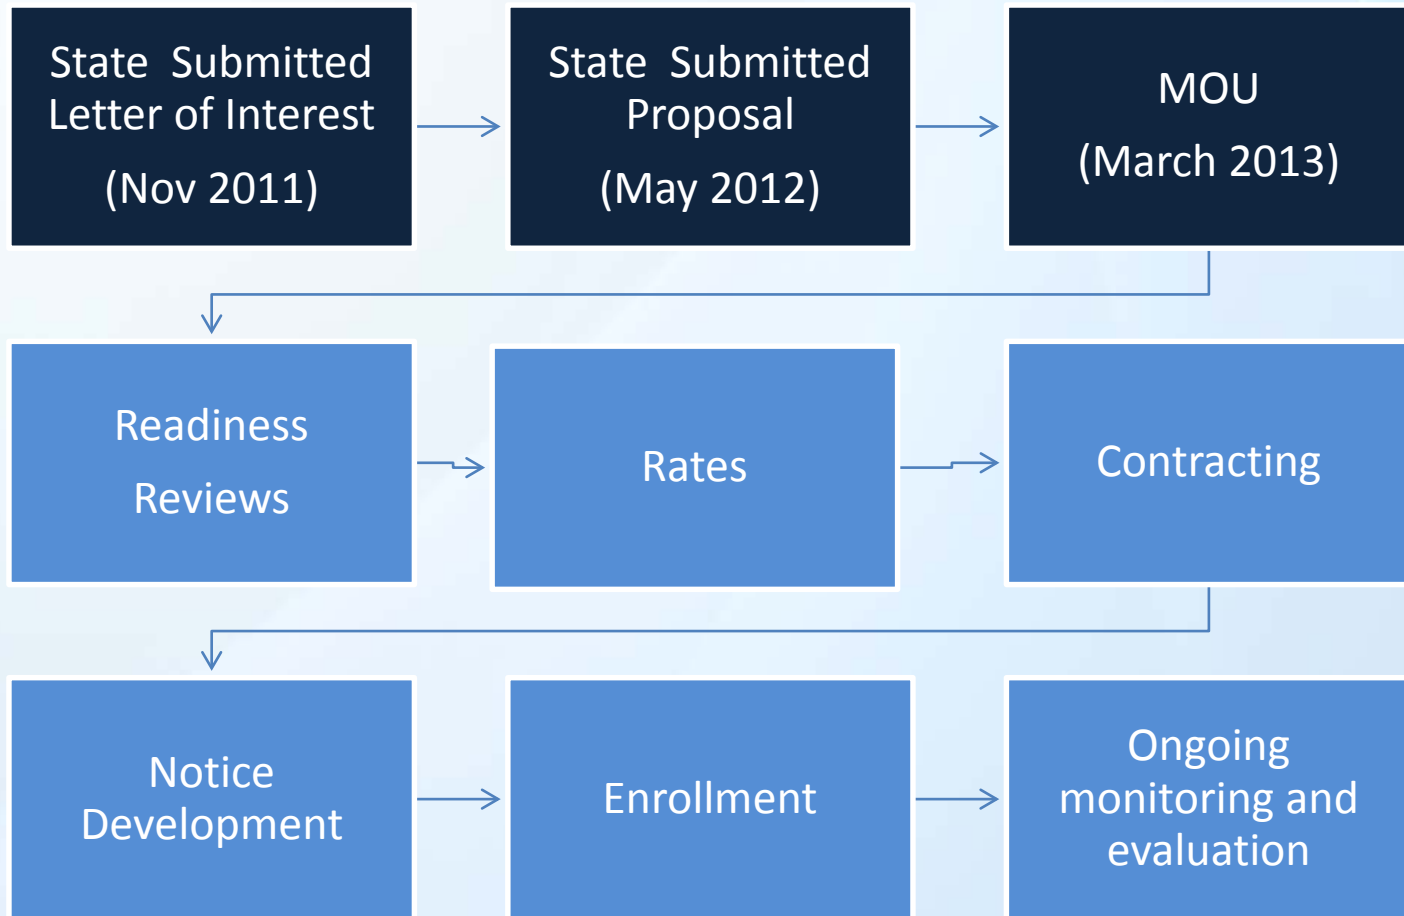 State Submitted
Letter of Interest
(Nov 2011)
State Submitted
Proposal
(May 2012)
MOU
(March 2013)
Readiness
Reviews
Rates
Contracting
Notice
Development
Enrollment
Ongoing
monitoring and
evaluation